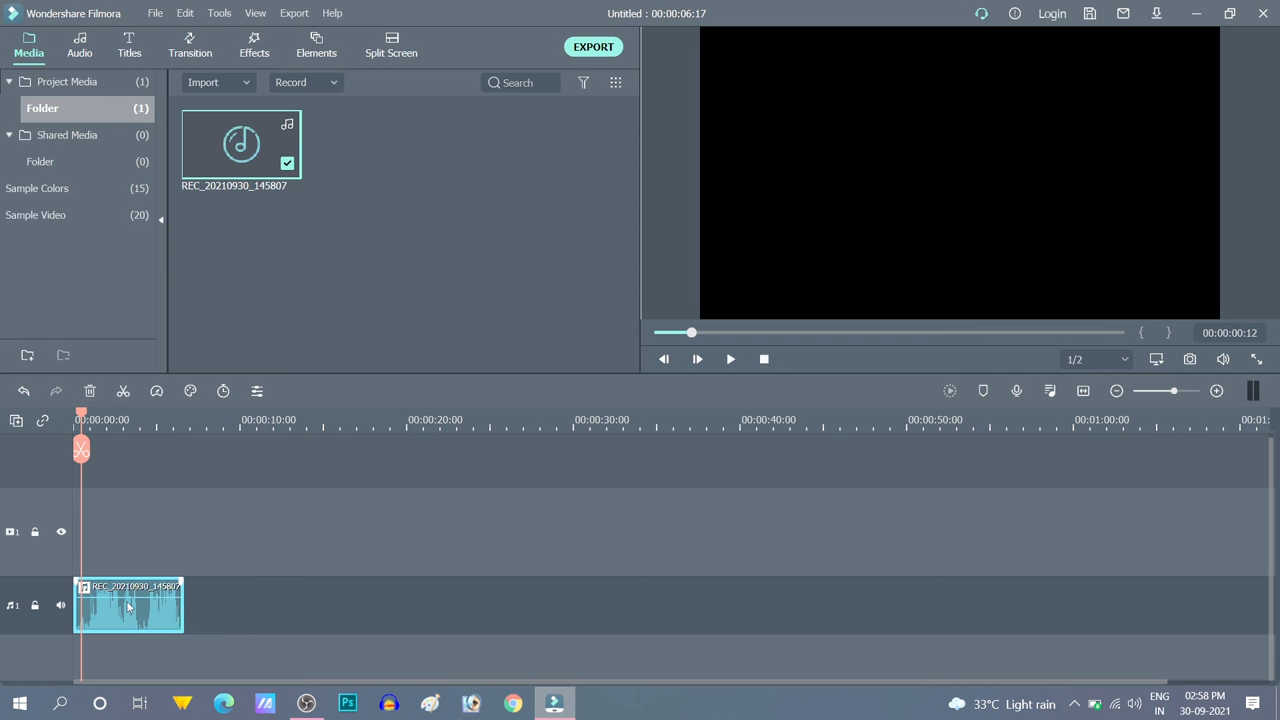 Wondershare Filmora
File
Edit
Tools
View
Export
Help
Untitled : 00:00:06:17
Login
Media
Audio
Titles
Transition
Effects
Elements
Split Screen
EXPORT
Project Media (1)
Folder (1)
Shared Media (0)
Folder (0)
Sample Colors (15)
Sample Video (20)
Import
Record
Search
REC_20210930_145807
00:00:00:12
1/2
00:00:00:00
00:00:10:00
00:00:20:00
00:00:30:00
00:00:40:00
00:00:50:00
00:01:00:00
00:01:
1
REC_20210930_145807
1
Ps
33°C Light rain
ENG
IN
02:58 PM
30-09-2021